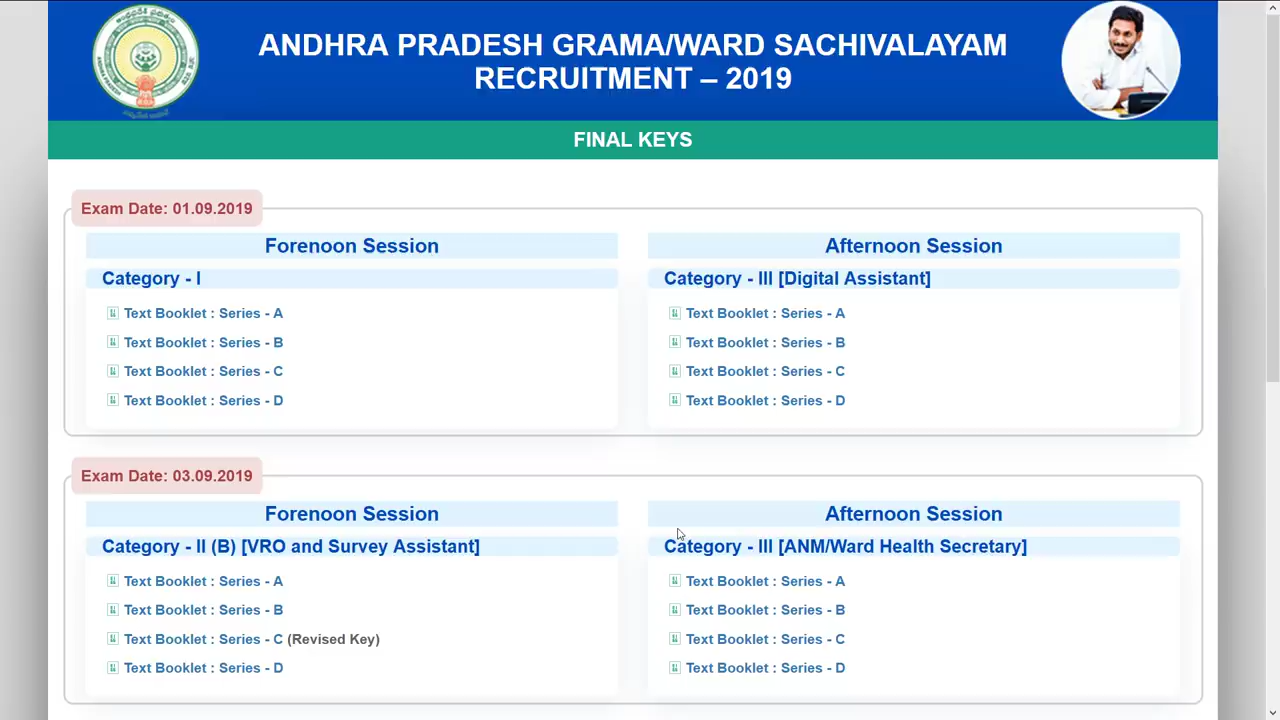 ANDHRA PRADESH GRAMA/WARD SACHIVALAYAM
RECRUITMENT – 2019
FINAL KEYS
Exam Date: 01.09.2019
Forenoon Session
Category - I
Text Booklet : Series - A
Text Booklet : Series - B
Text Booklet : Series - C
Text Booklet : Series - D
Afternoon Session
Category - III [Digital Assistant]
Text Booklet : Series - A
Text Booklet : Series - B
Text Booklet : Series - C
Text Booklet : Series - D
Exam Date: 03.09.2019
Forenoon Session
Category - II (B) [VRO and Survey Assistant]
Text Booklet : Series - A
Text Booklet : Series - B
Text Booklet : Series - C (Revised Key)
Text Booklet : Series - D
Afternoon Session
Category - III [ANM/Ward Health Secretary]
Text Booklet : Series - A
Text Booklet : Series - B
Text Booklet : Series - C
Text Booklet : Series - D